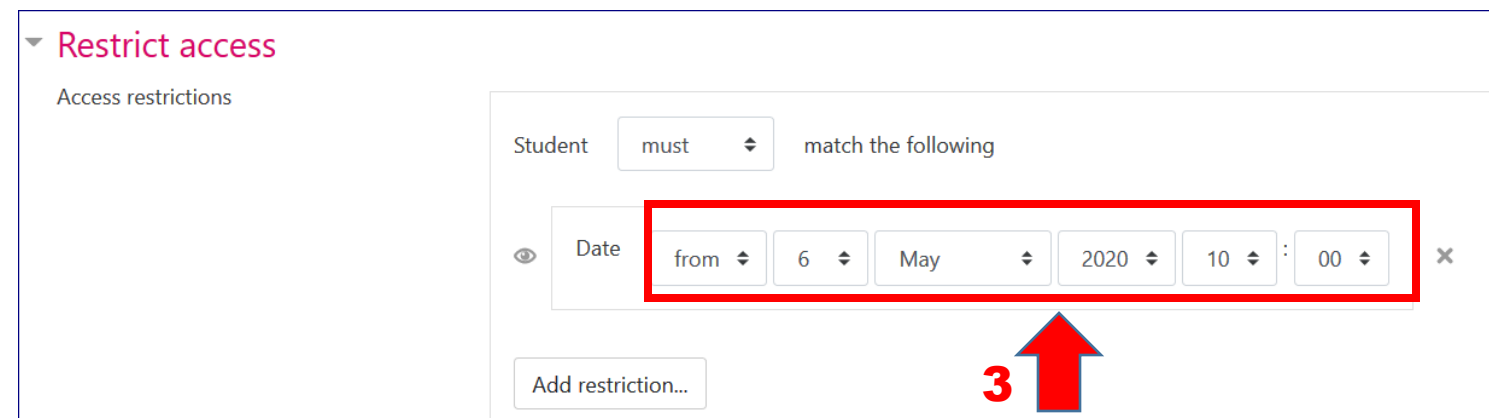 Restrict access
Access restrictions
Student must match the following
Date from 6 May 2020 10 : 00
Add restriction...
3